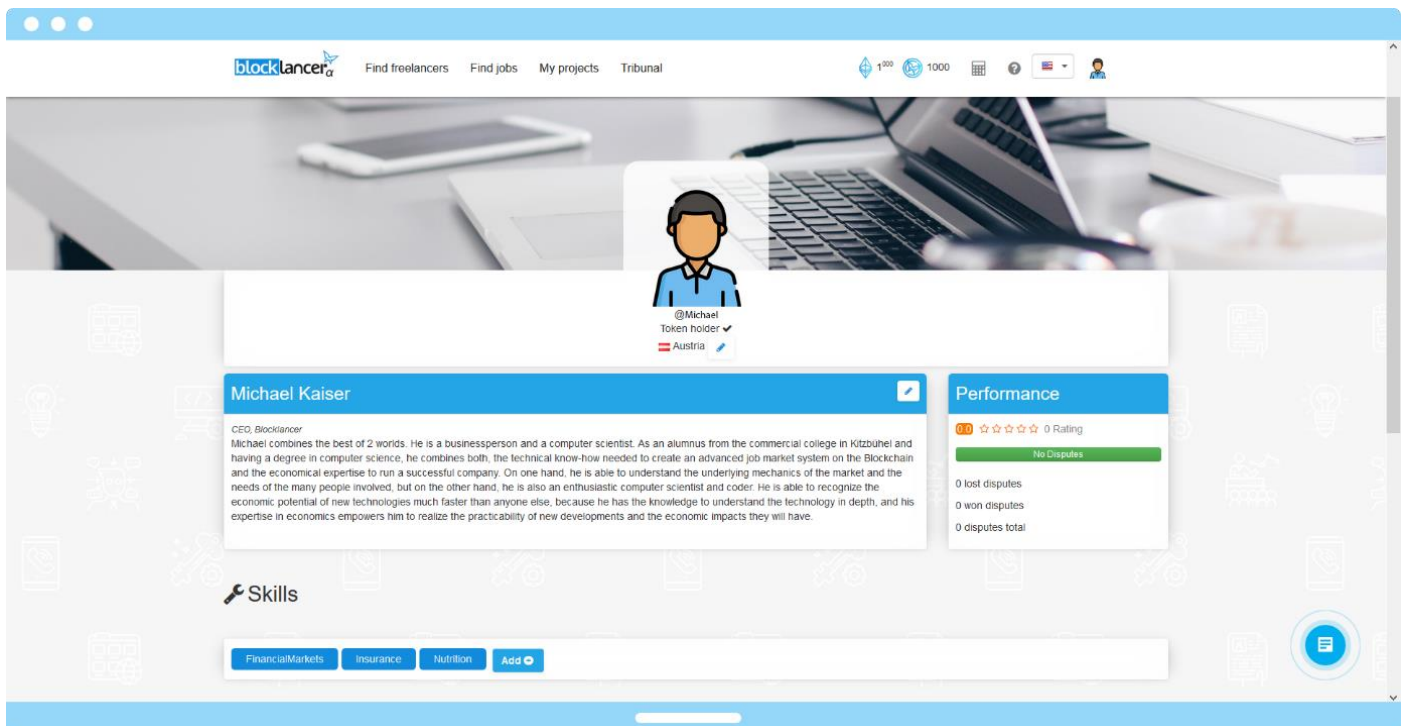 blocklancer α Find freelancers Find jobs My projects Tribunal 1000 1000
@Michael
Token holder
Austria
Michael Kaiser
CEO, Blocklancer
Michael combines the best of 2 worlds. He is a businessperson and a computer scientist. As an alumnus from the commercial college in Kitzbühel and
having a degree in computer science, he combines both, the technical know-how needed to create an advanced job market system on the Blockchain
and the economical expertise to run a successful company. On one hand, he is able to understand the underlying mechanics of the market and the
needs of the many people involved, but on the other hand, he is also an enthusiastic computer scientist and coder. He is able to recognize the
economic potential of new technologies much faster than anyone else, because he has the knowledge to understand the technology in depth, and his
expertise in economics empowers him to realize the practicability of new developments and the economic impacts they will have.
Performance
0.0 0 Rating
No Disputes
0 lost disputes
0 won disputes
0 disputes total
Skills
FinancialMarkets Insurance Nutrition Add